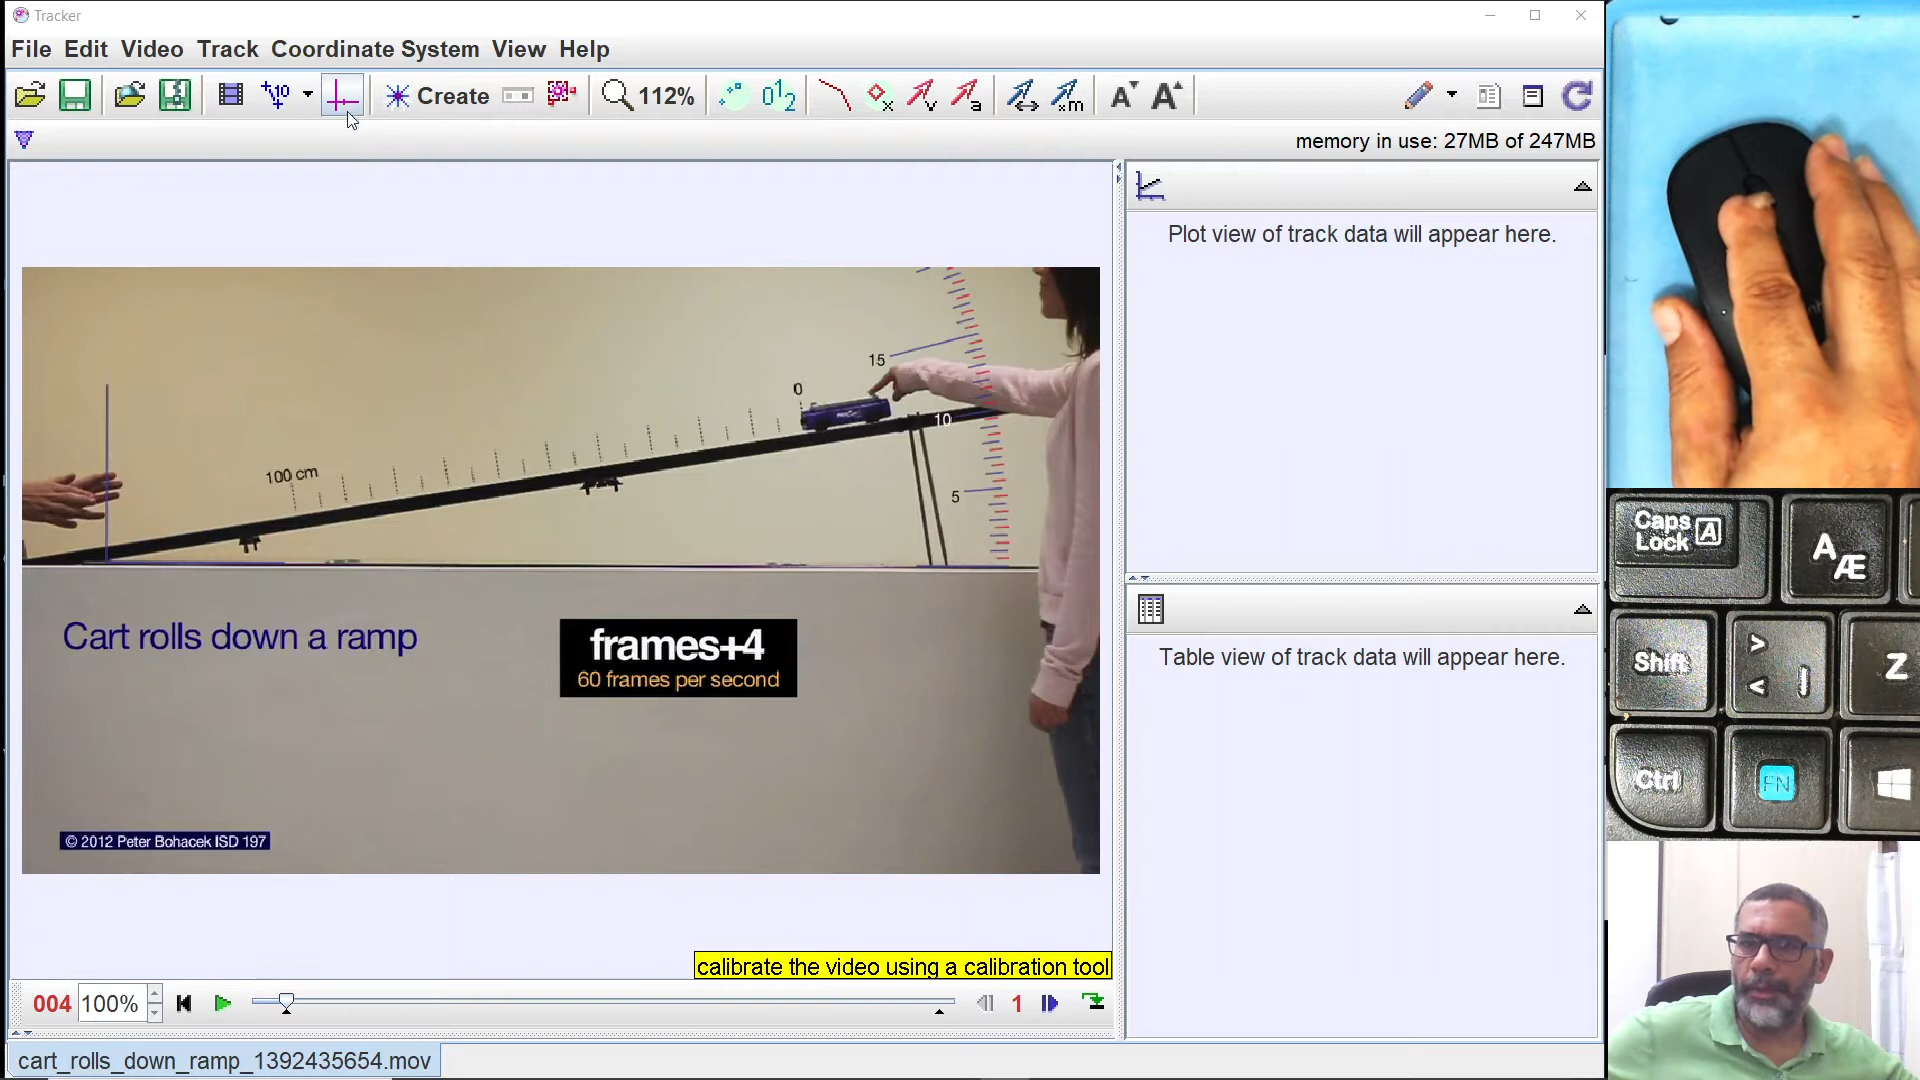 Tracker
File Edit Video Track Coordinate System View Help
Create 112%
memory in use: 27MB of 247MB
Plot view of track data will appear here.
15
0
10
100 cm
5
Cart rolls down a ramp
frames+4
60 frames per second
© 2012 Peter Bohacek ISD 197
Table view of track data will appear here.
calibrate the video using a calibration tool
004 100% 1
cart_rolls_down_ramp_1392435654.mov
Caps Lock A
A Æ
Shift > < | Z
Ctrl FN